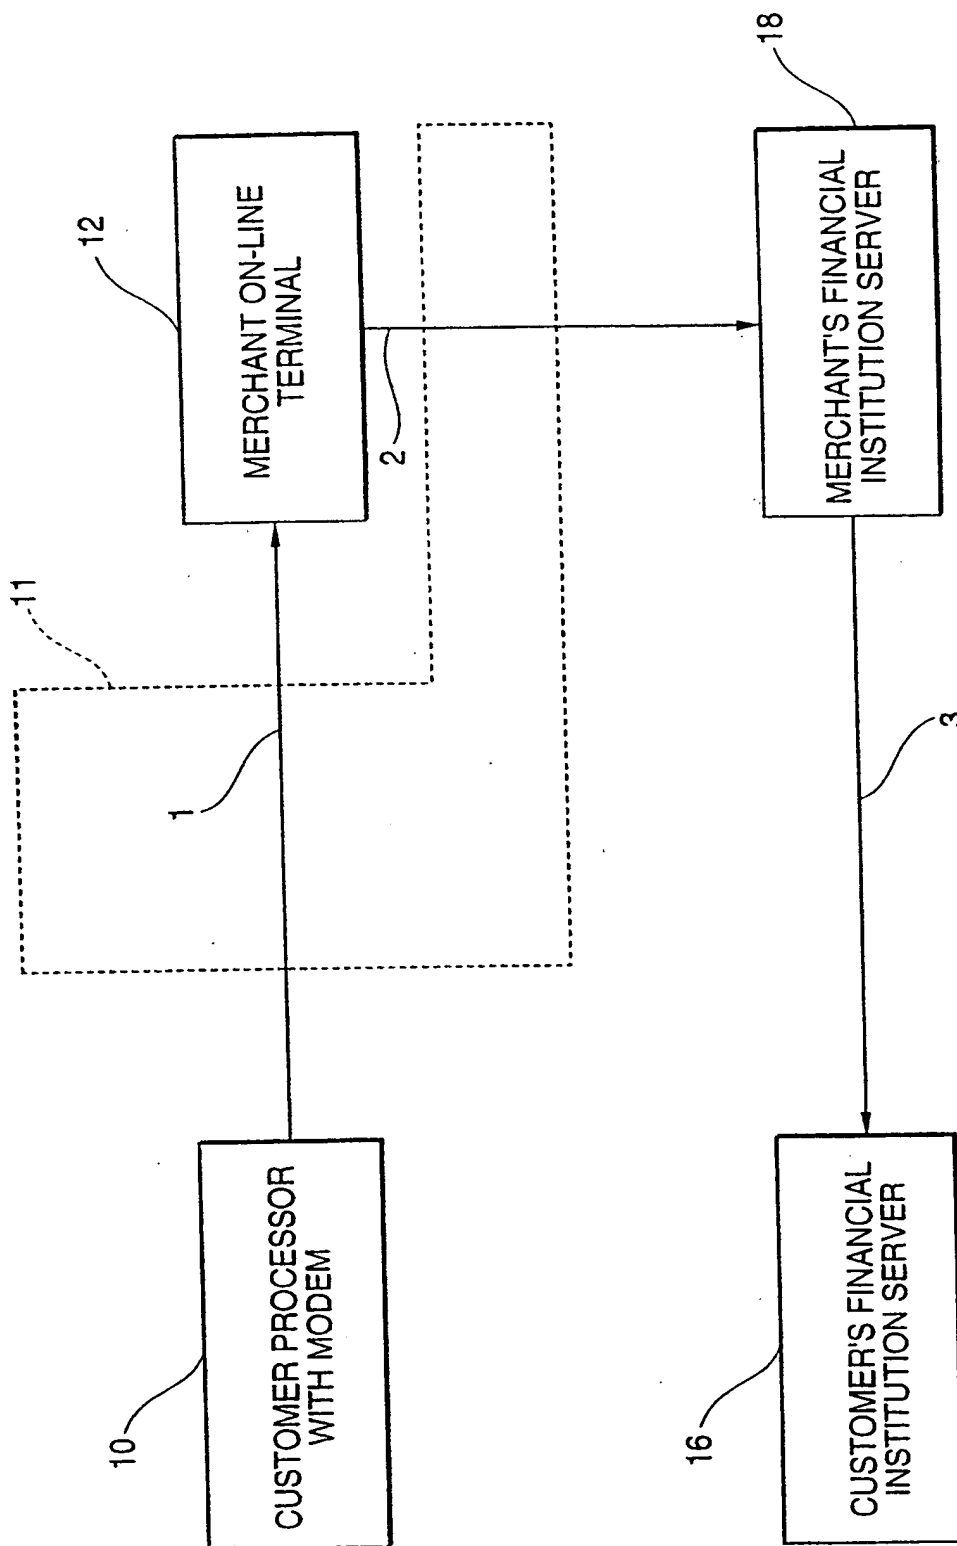 10
CUSTOMER PROCESSOR
WITH MODEM
1
11
12
MERCHANT ON-LINE
TERMINAL
2
16
CUSTOMER'S FINANCIAL
INSTITUTION SERVER
3
18
MERCHANT'S FINANCIAL
INSTITUTION SERVER